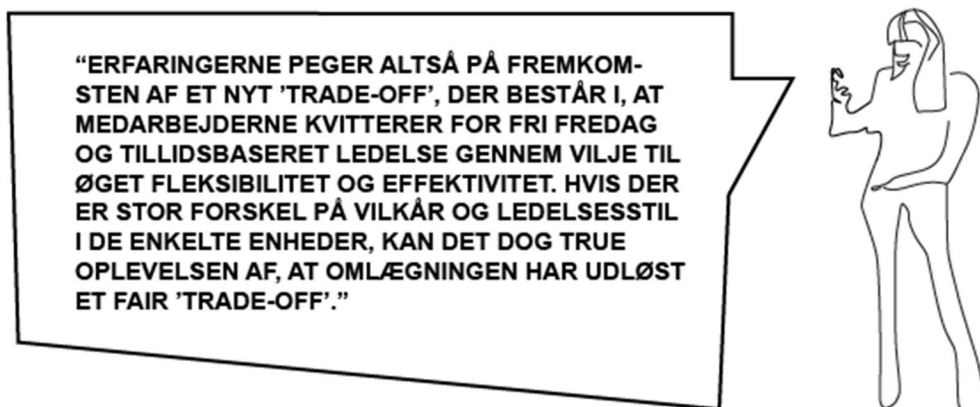 “ERFARINGERNE PEGER ALTSÅ PÅ FREMKOM-
STEN AF ET NYT ’TRADE-OFF’, DER BESTÅR I, AT
MEDARBEJDERNE KVITTERER FOR FRI FREDAG
OG TILLIDSBASERET LEDELSE GENNEM VILJE TIL
ØGET FLEKSIBILITET OG EFFEKTIVITET. HVIS DER
ER STOR FORSKEL PÅ VILKÅR OG LEDELSESSTIL
I DE ENKELTE ENHEDER, KAN DET DOG TRUE
OPLEVELSEN AF, AT OMLÆGNINGEN HAR UDLØST
ET FAIR ’TRADE-OFF’.”